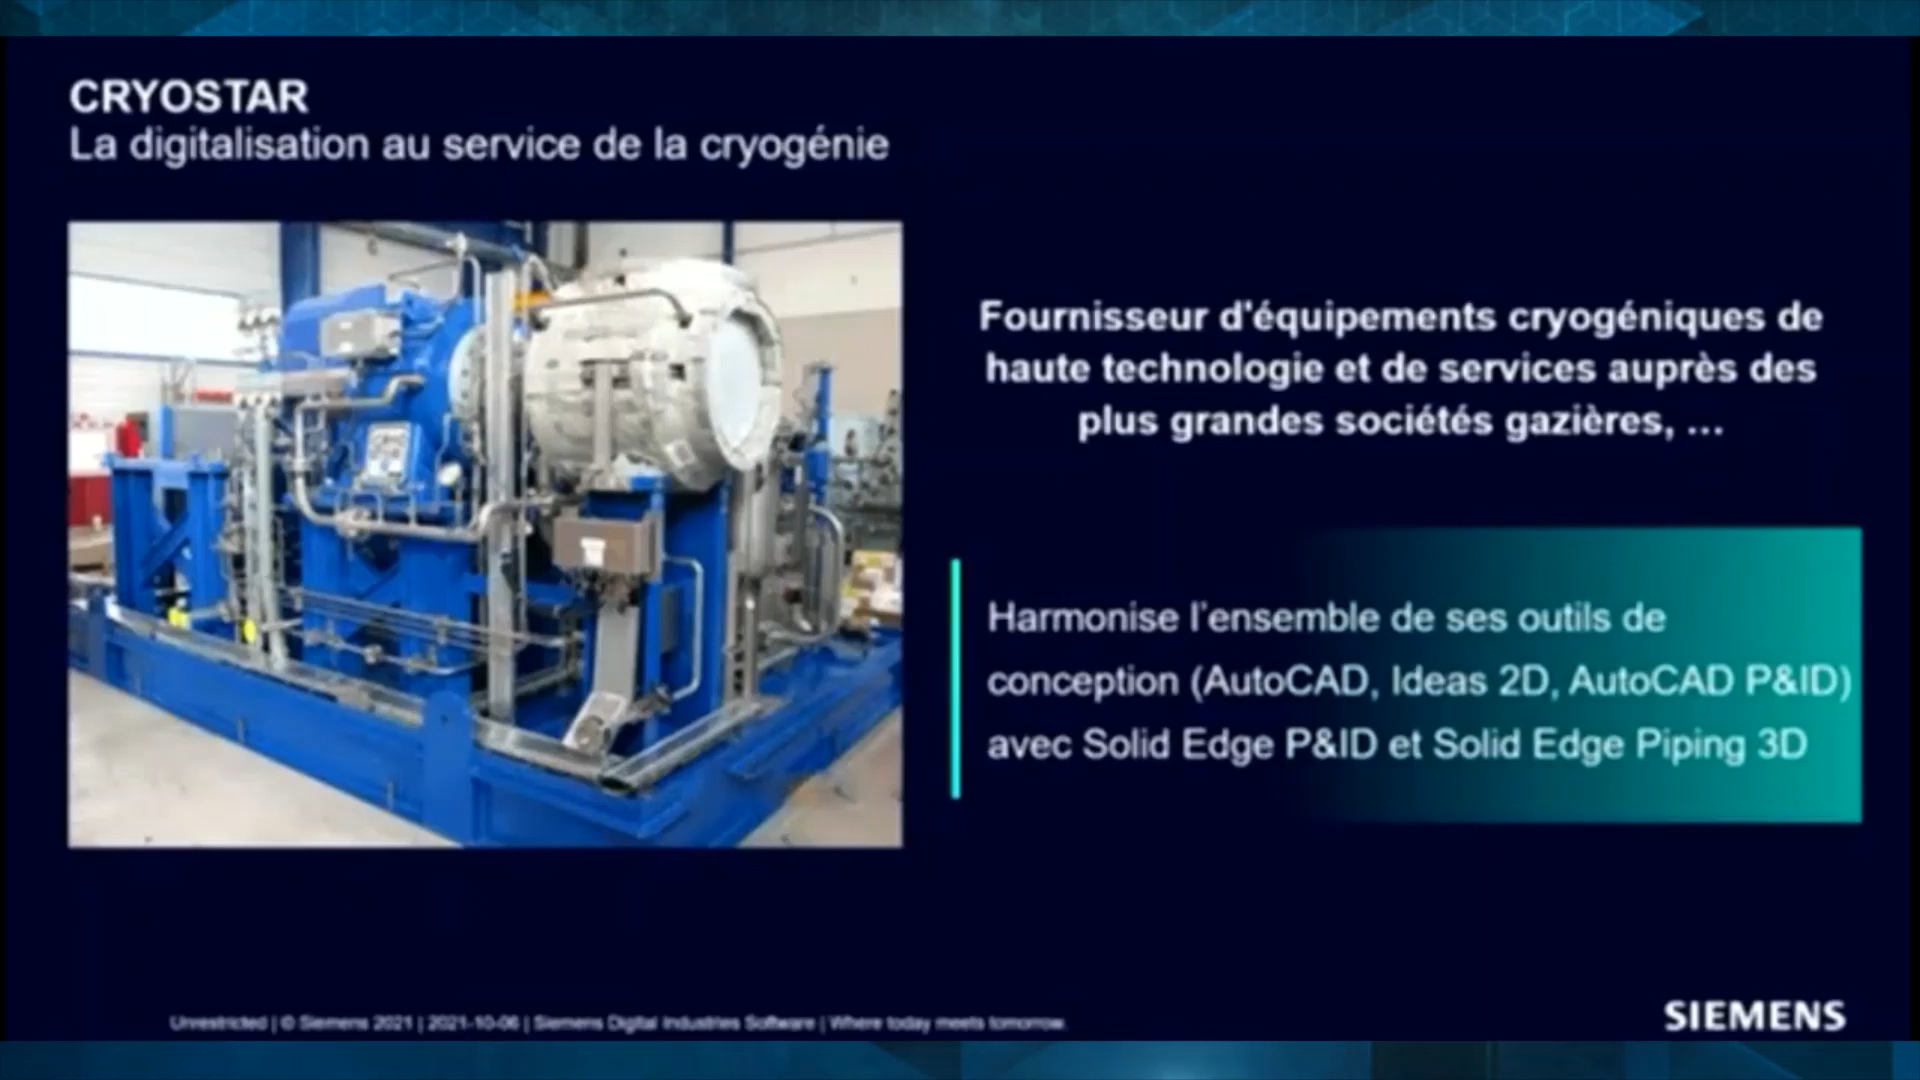 CRYOSTAR
La digitalisation au service de la cryogénie
Fournisseur d'équipements cryogéniques de
haute technologie et de services auprès des
plus grandes sociétés gazières, ...
Harmonise l'ensemble de ses outils de
conception (AutoCAD, Ideas 2D, AutoCAD P&ID)
avec Solid Edge P&ID et Solid Edge Piping 3D
Unrestricted | © Siemens 2021 | 2021-10-06 | Siemens Digital Industries Software | Where today meets tomorrow.
SIEMENS